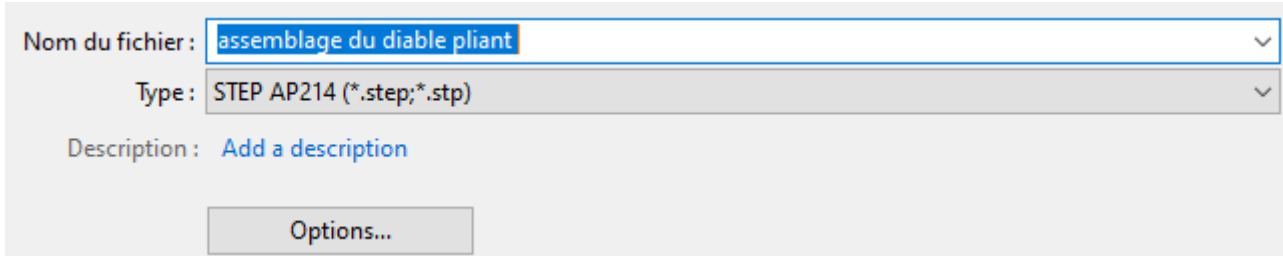 Nom du fichier : assemblage du diable pliant
Type : STEP AP214 (*.step;*.stp)
Description : Add a description
Options...